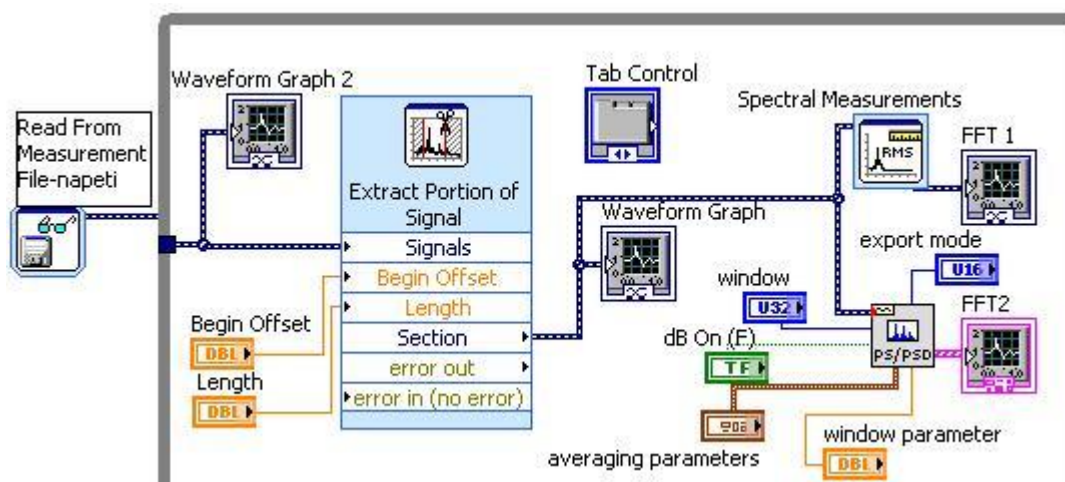 Read From
Measurement
File-napeti
Waveform Graph 2
Extract Portion of
Signal
Signals
Begin Offset
Length
Section
error out
error in (no error)
Begin Offset
DBL
Length
DBL
Tab Control
Waveform Graph
Spectral Measurements
RMS
FFT 1
export mode
U16
window
U32
dB On (F)
TF
averaging parameters
PS/PSD
FFT2
window parameter
DBL